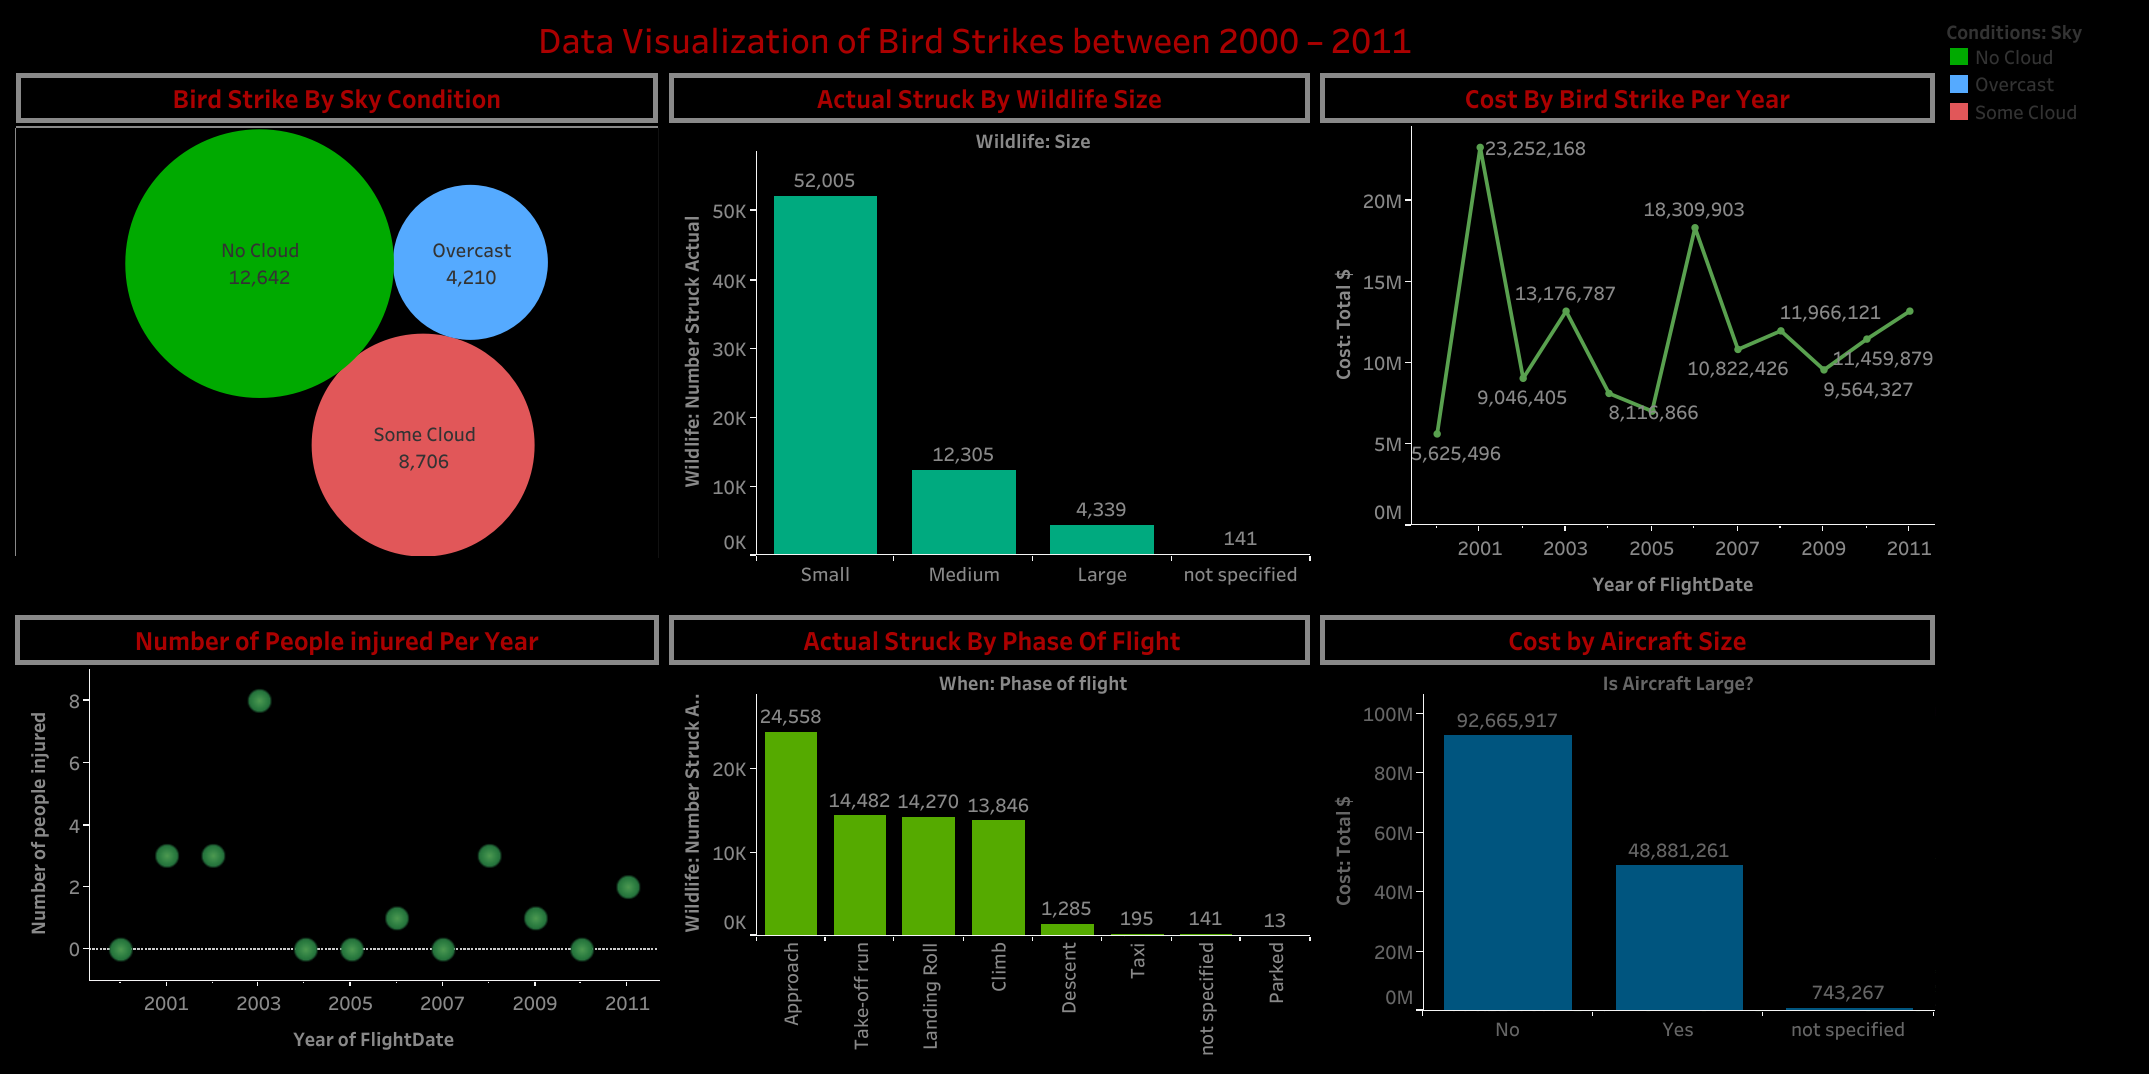 Data Visualization of Bird Strikes between 2000 – 2011
Conditions: Sky
No Cloud
Overcast
Some Cloud
Bird Strike By Sky Condition
No Cloud
12,642
Overcast
4,210
Some Cloud
8,706
Actual Struck By Wildlife Size
Wildlife: Size
Wildlife: Number Struck Actual
50K
40K
30K
20K
10K
0K
52,005
12,305
4,339
141
Small Medium Large not specified
Cost By Bird Strike Per Year
Cost: Total $
20M
15M
10M
5M
0M
23,252,168
18,309,903
13,176,787
11,966,121
11,459,879
10,822,426
9,564,327
9,046,405
8,116,866
5,625,496
2001 2003 2005 2007 2009 2011
Year of FlightDate
Number of People injured Per Year
Number of people injured
8
6
4
2
0
2001 2003 2005 2007 2009 2011
Year of FlightDate
Actual Struck By Phase Of Flight
When: Phase of flight
Wildlife: Number Struck A..
20K
10K
0K
24,558
14,482
14,270
13,846
1,285
195
141
13
Approach
Take-off run
Landing Roll
Climb
Descent
Taxi
not specified
Parked
Cost by Aircraft Size
Is Aircraft Large?
Cost: Total $
100M
80M
60M
40M
20M
0M
92,665,917
48,881,261
743,267
No Yes not specified